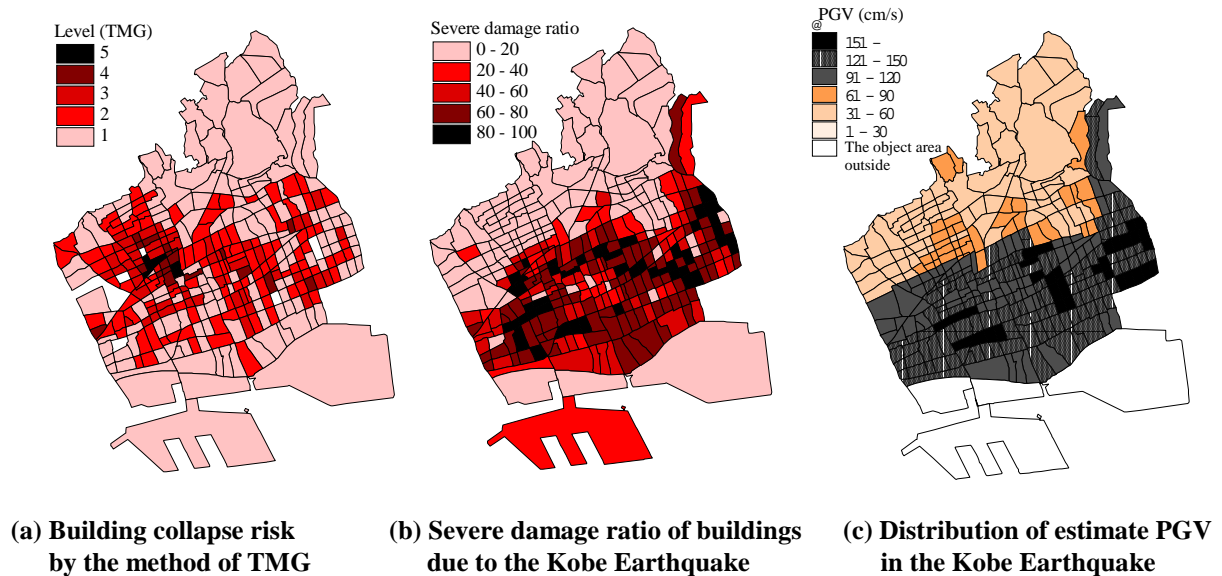 Level (TMG)
5
4
3
2
1
Severe damage ratio
0 - 20
20 - 40
40 - 60
60 - 80
80 - 100
@
PGV (cm/s)
151 –
121 – 150
91 – 120
61 – 90
31 – 60
1 – 30
The object area
outside
(a) Building collapse risk
by the method of TMG
(b) Severe damage ratio of buildings
due to the Kobe Earthquake
(c) Distribution of estimate PGV
in the Kobe Earthquake